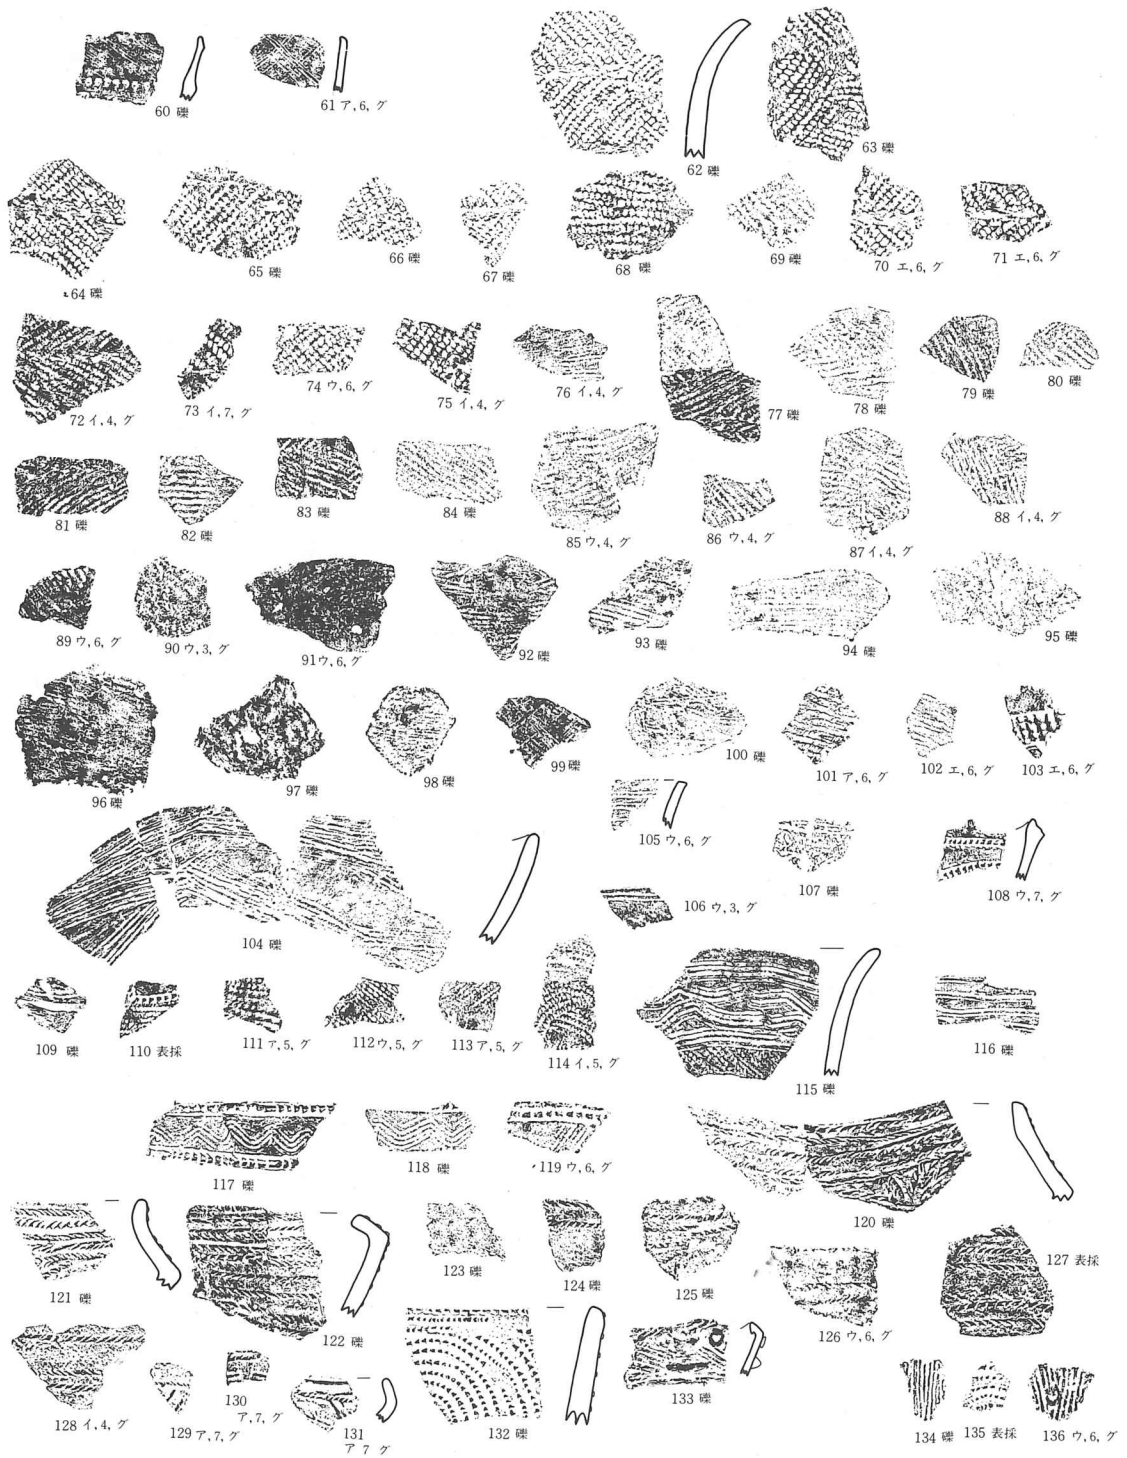 60 礫
61 ア, 6, グ
62 礫
63 礫
64 礫
65 礫
66 礫
67 礫
68 礫
69 礫
70 エ, 6, グ
71 エ, 6, グ
72 イ, 4, グ
73 イ, 7, グ
74 ウ, 6, グ
75 イ, 4, グ
76 イ, 4, グ
77 礫
78 礫
79 礫
80 礫
81 礫
82 礫
83 礫
84 礫
85 ウ, 4, グ
86 ウ, 4, グ
87 イ, 4, グ
88 イ, 4, グ
89 ウ, 6, グ
90 ウ, 3, グ
91 ウ, 6, グ
92 礫
93 礫
94 礫
95 礫
96 礫
97 礫
98 礫
99 礫
100 礫
101 ア, 6, グ
102 エ, 6, グ
103 エ, 6, グ
104 礫
105 ウ, 6, グ
106 ウ, 3, グ
107 礫
108 ウ, 7, グ
109 礫
110 表採
111 ア, 5, グ
112 ウ, 5, グ
113 ア, 5, グ
114 イ, 5, グ
115 礫
116 礫
117 礫
118 礫
119 ウ, 6, グ
120 礫
121 礫
122 礫
123 礫
124 礫
125 礫
126 ウ, 6, グ
127 表採
128 イ, 4, グ
129 ア, 7, グ
130
ア, 7, グ
131
ア 7 グ
132 礫
133 礫
134 礫
135 表採
136 ウ, 6, グ